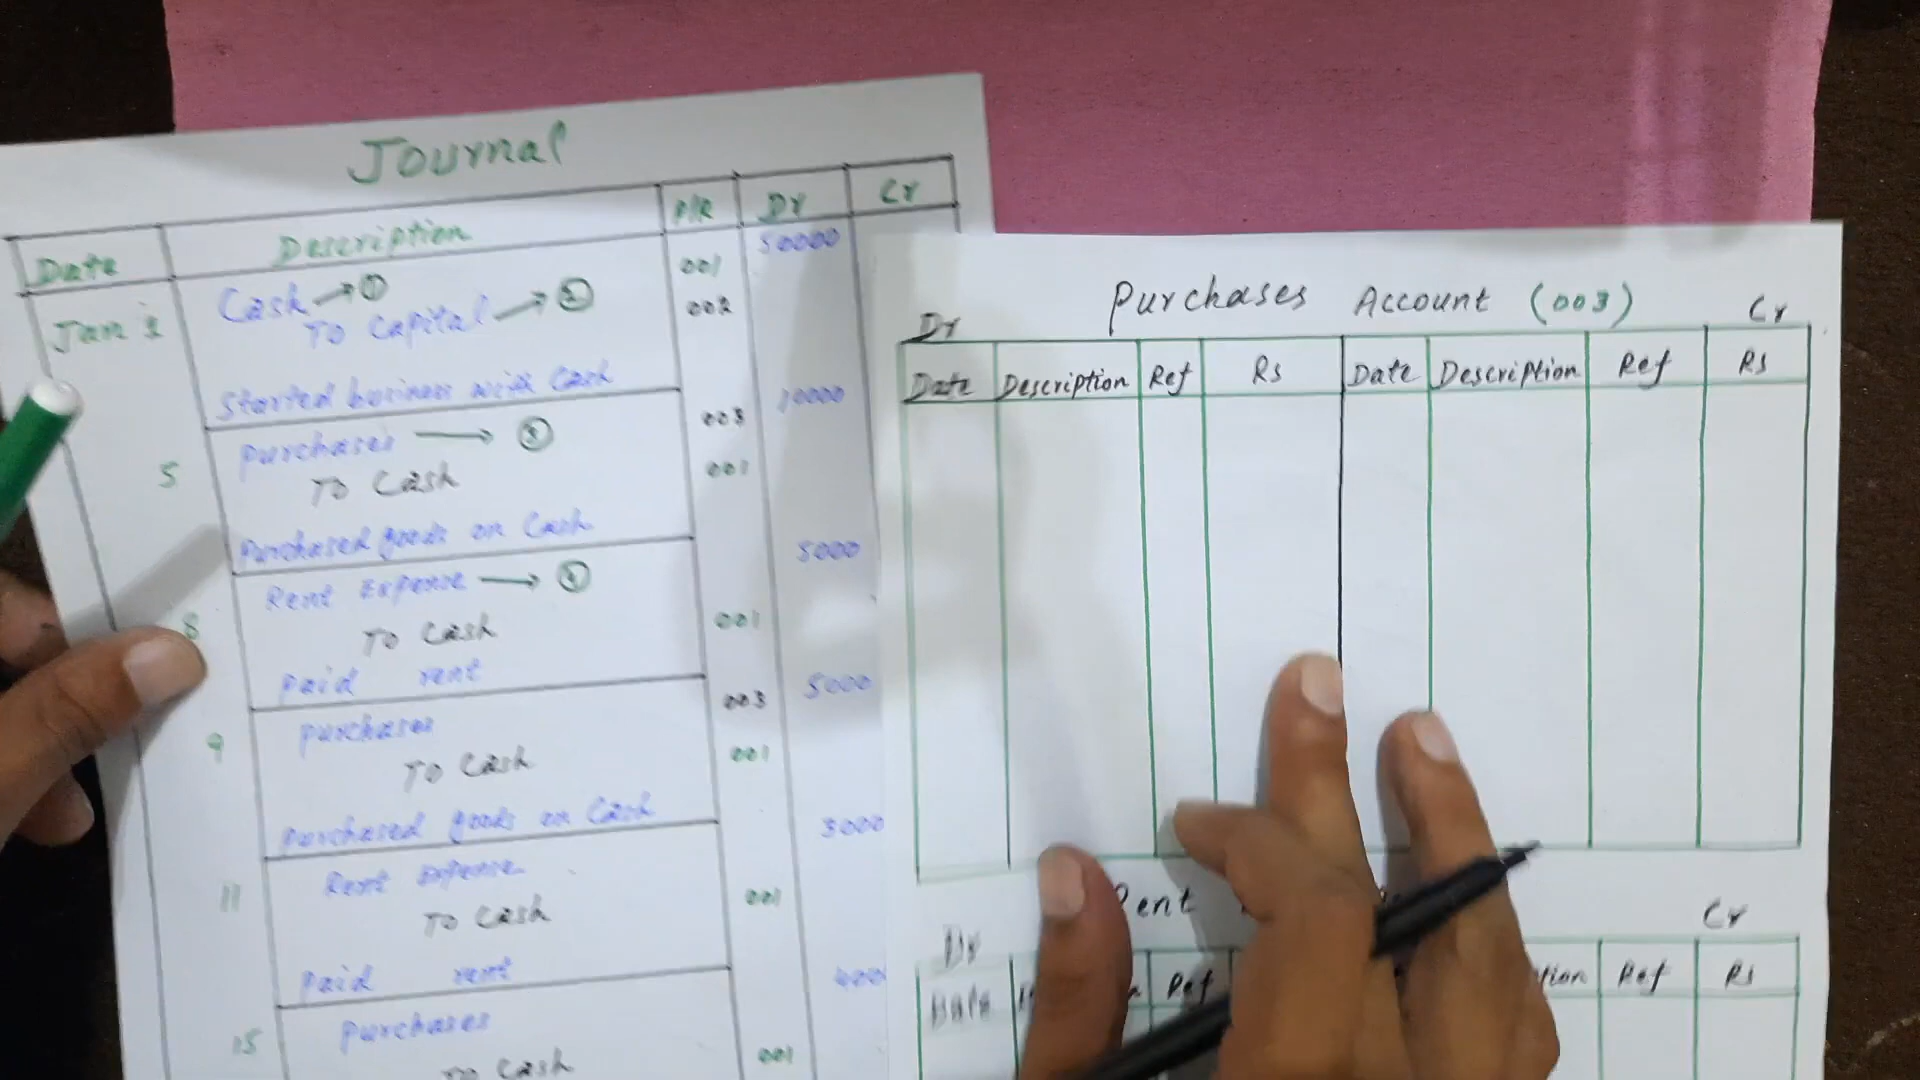 Journal
Date Description P/R Dr Cr
Jan 1 Cash → ① 001 50000
To Capital → ② 002
Started business with Cash
5 Purchases → ③ 003 10000
To Cash 001
Purchased goods on Cash
8 Rent Expense → 5000
To Cash 001
Paid rent
9 Purchases 003 5000
To Cash 001
Purchased goods on Cash
11 Rent Expense 3000
To Cash 001
Paid rent
15 Purchases
To Cash 001
Purchases Account (003)
Dr Cr
Date Description Ref Rs Date Description Ref Rs
Rent
Dr Cr
Date Ref Ref Rs